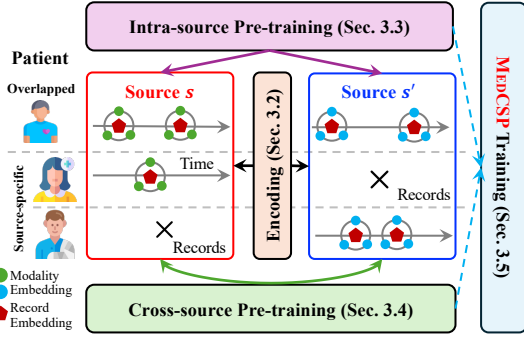 Intra-source Pre-training (Sec. 3.3)
Patient
Overlapped
Source-specific
Source s
Time
Records
Encoding (Sec. 3.2)
Source s'
Records
MEDCSP Training (Sec. 3.5)
Modality
Embedding
Record
Embedding
Cross-source Pre-training (Sec. 3.4)